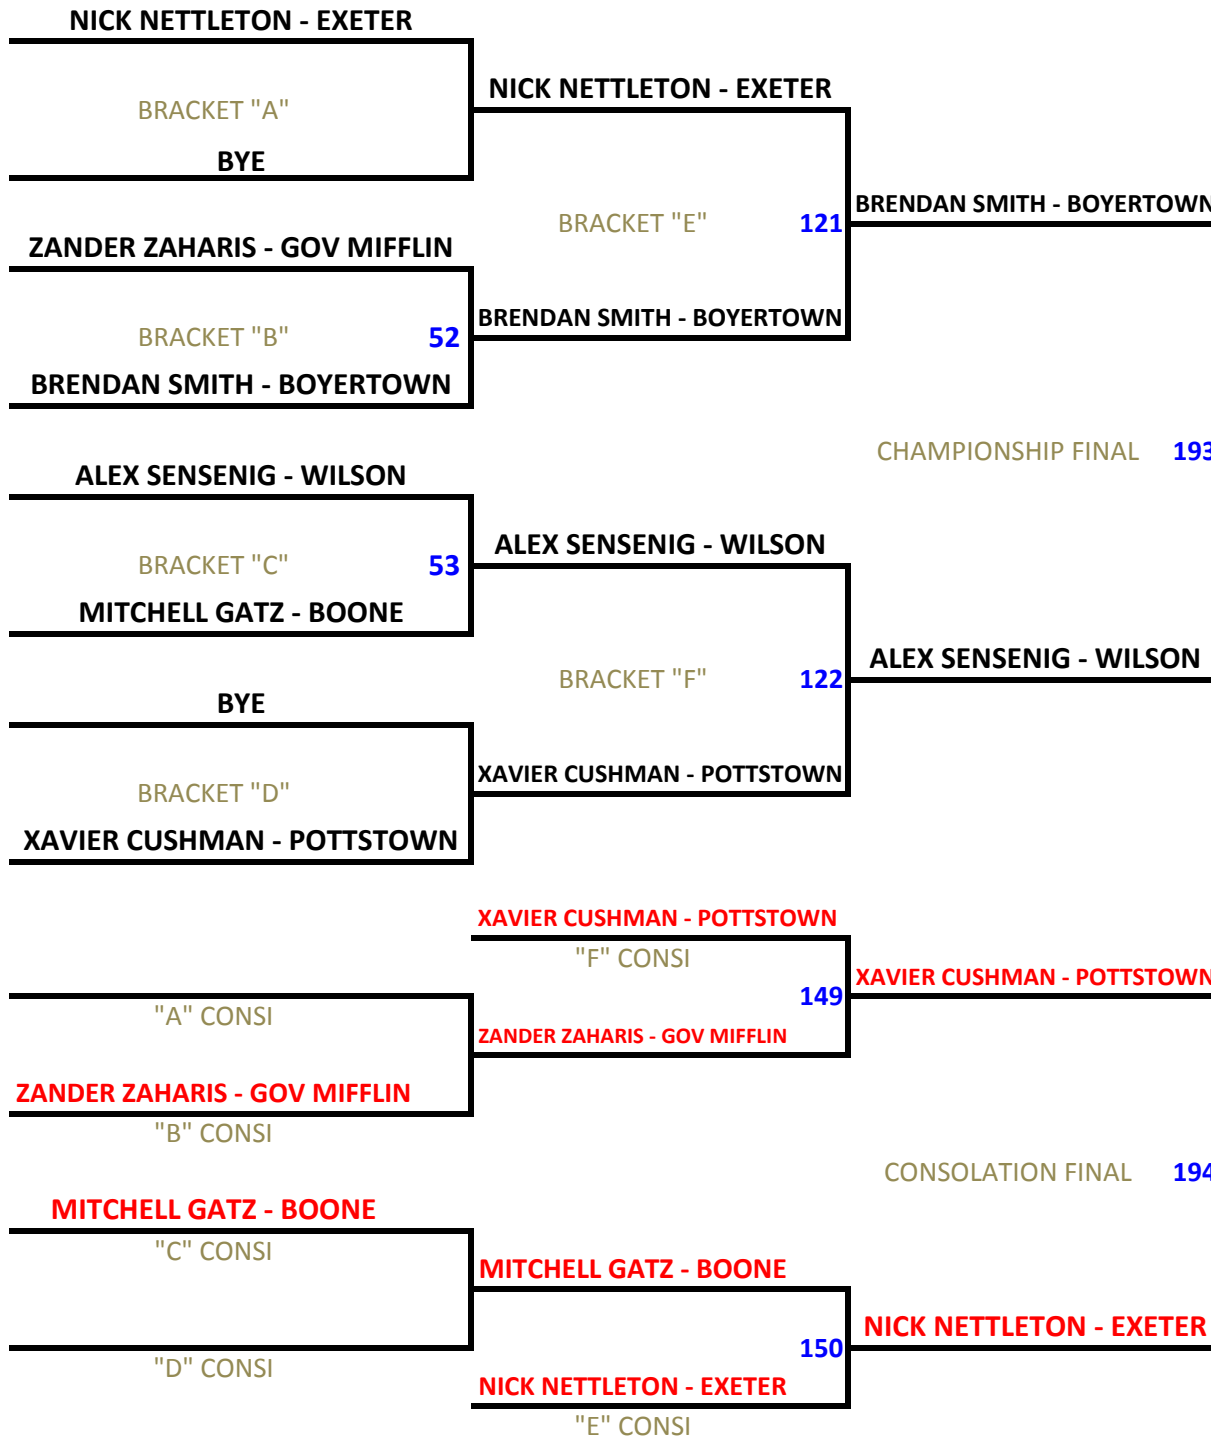 NICK NETTLETON - EXETER
BRACKET "A"
BYE
NICK NETTLETON - EXETER
ZANDER ZAHARIS - GOV MIFFLIN
BRACKET "B" 52
BRENDAN SMITH - BOYERTOWN
BRACKET "E" 121
BRENDAN SMITH - BOYERTOWN
BRENDAN SMITH - BOYERTOWN
CHAMPIONSHIP FINAL 193
ALEX SENSENIG - WILSON
BRACKET "C" 53
MITCHELL GATZ - BOONE
ALEX SENSENIG - WILSON
BYE
BRACKET "D"
XAVIER CUSHMAN - POTTSTOWN
BRACKET "F" 122
XAVIER CUSHMAN - POTTSTOWN
ALEX SENSENIG - WILSON
XAVIER CUSHMAN - POTTSTOWN
"F" CONSI
149
XAVIER CUSHMAN - POTTSTOWN
"A" CONSI
ZANDER ZAHARIS - GOV MIFFLIN
ZANDER ZAHARIS - GOV MIFFLIN
"B" CONSI
CONSOLATION FINAL 194
MITCHELL GATZ - BOONE
"C" CONSI
MITCHELL GATZ - BOONE
"D" CONSI
150
NICK NETTLETON - EXETER
NICK NETTLETON - EXETER
"E" CONSI